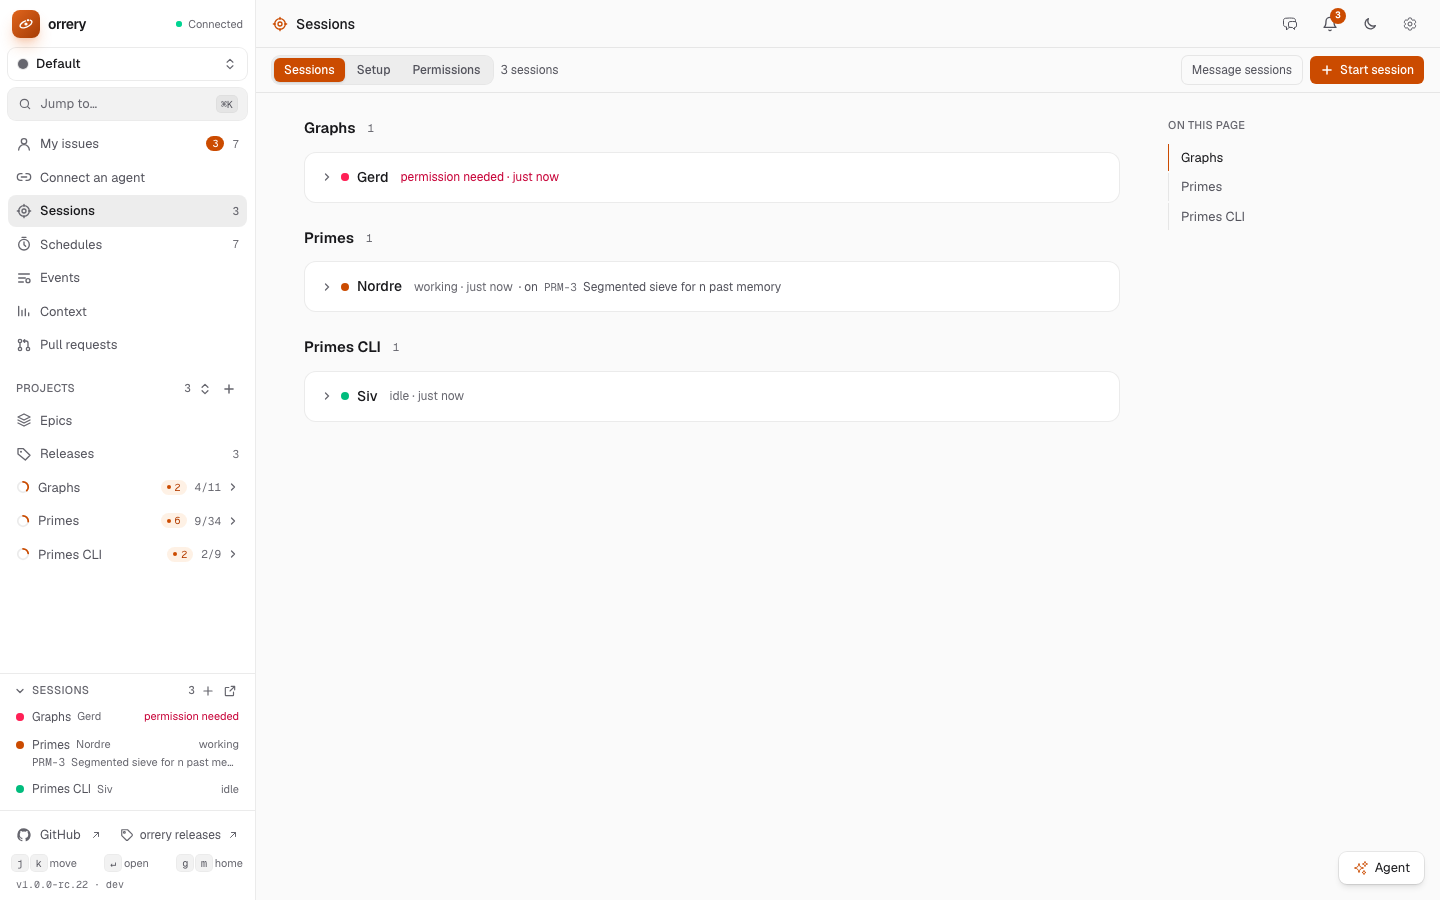 orrery
Connected
Default
Jump to...
⌘K
My issues 3 7
Connect an agent
Sessions 3
Schedules 7
Events
Context
Pull requests
PROJECTS 3
Epics
Releases 3
Graphs 2 4/11
Primes 6 9/34
Primes CLI 2 2/9
SESSIONS 3
Graphs Gerd permission needed
Primes Nordre working
PRM-3 Segmented sieve for n past me...
Primes CLI Siv idle
GitHub orrery releases
j k move ↵ open g m home
v1.0.0-rc.22 · dev
Sessions
3
Sessions Setup Permissions 3 sessions
Message sessions
Start session
Graphs 1
Gerd permission needed · just now
Primes 1
Nordre working · just now · on PRM-3 Segmented sieve for n past memory
Primes CLI 1
Siv idle · just now
ON THIS PAGE
Graphs
Primes
Primes CLI
Agent